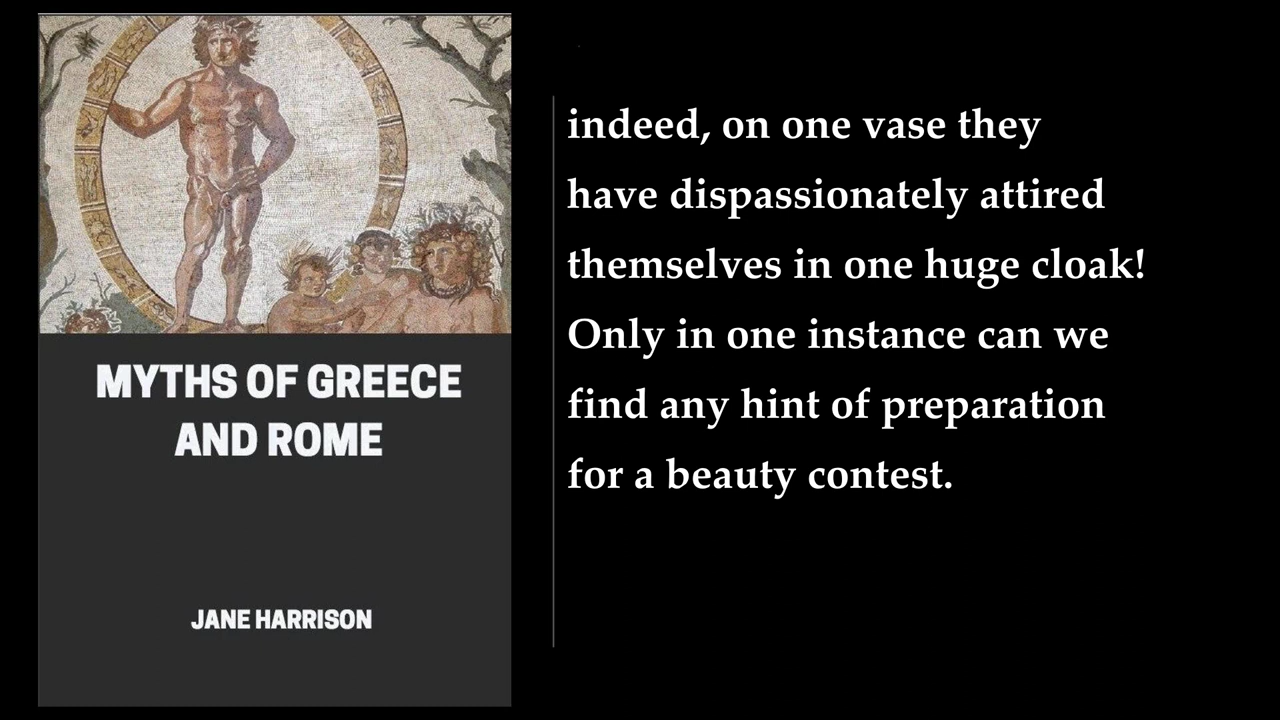 MYTHS OF GREECE
AND ROME
JANE HARRISON
indeed, on one vase they
have dispassionately attired
themselves in one huge cloak!
Only in one instance can we
find any hint of preparation
for a beauty contest.